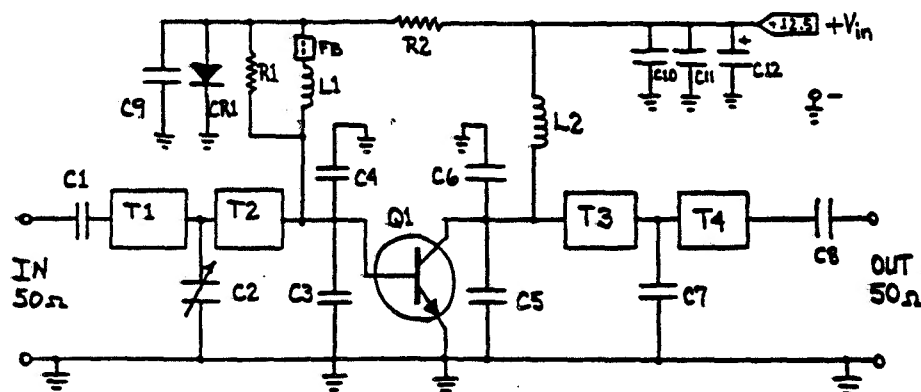 +12.5 +Vin
R2
FB
R1
L1
C9
CR1
C10
C11
+
C12
-
L2
C4
C6
C1
T1
T2
Q1
T3
T4
IN
50Ω
C2
C3
C5
C7
C8
OUT
50Ω